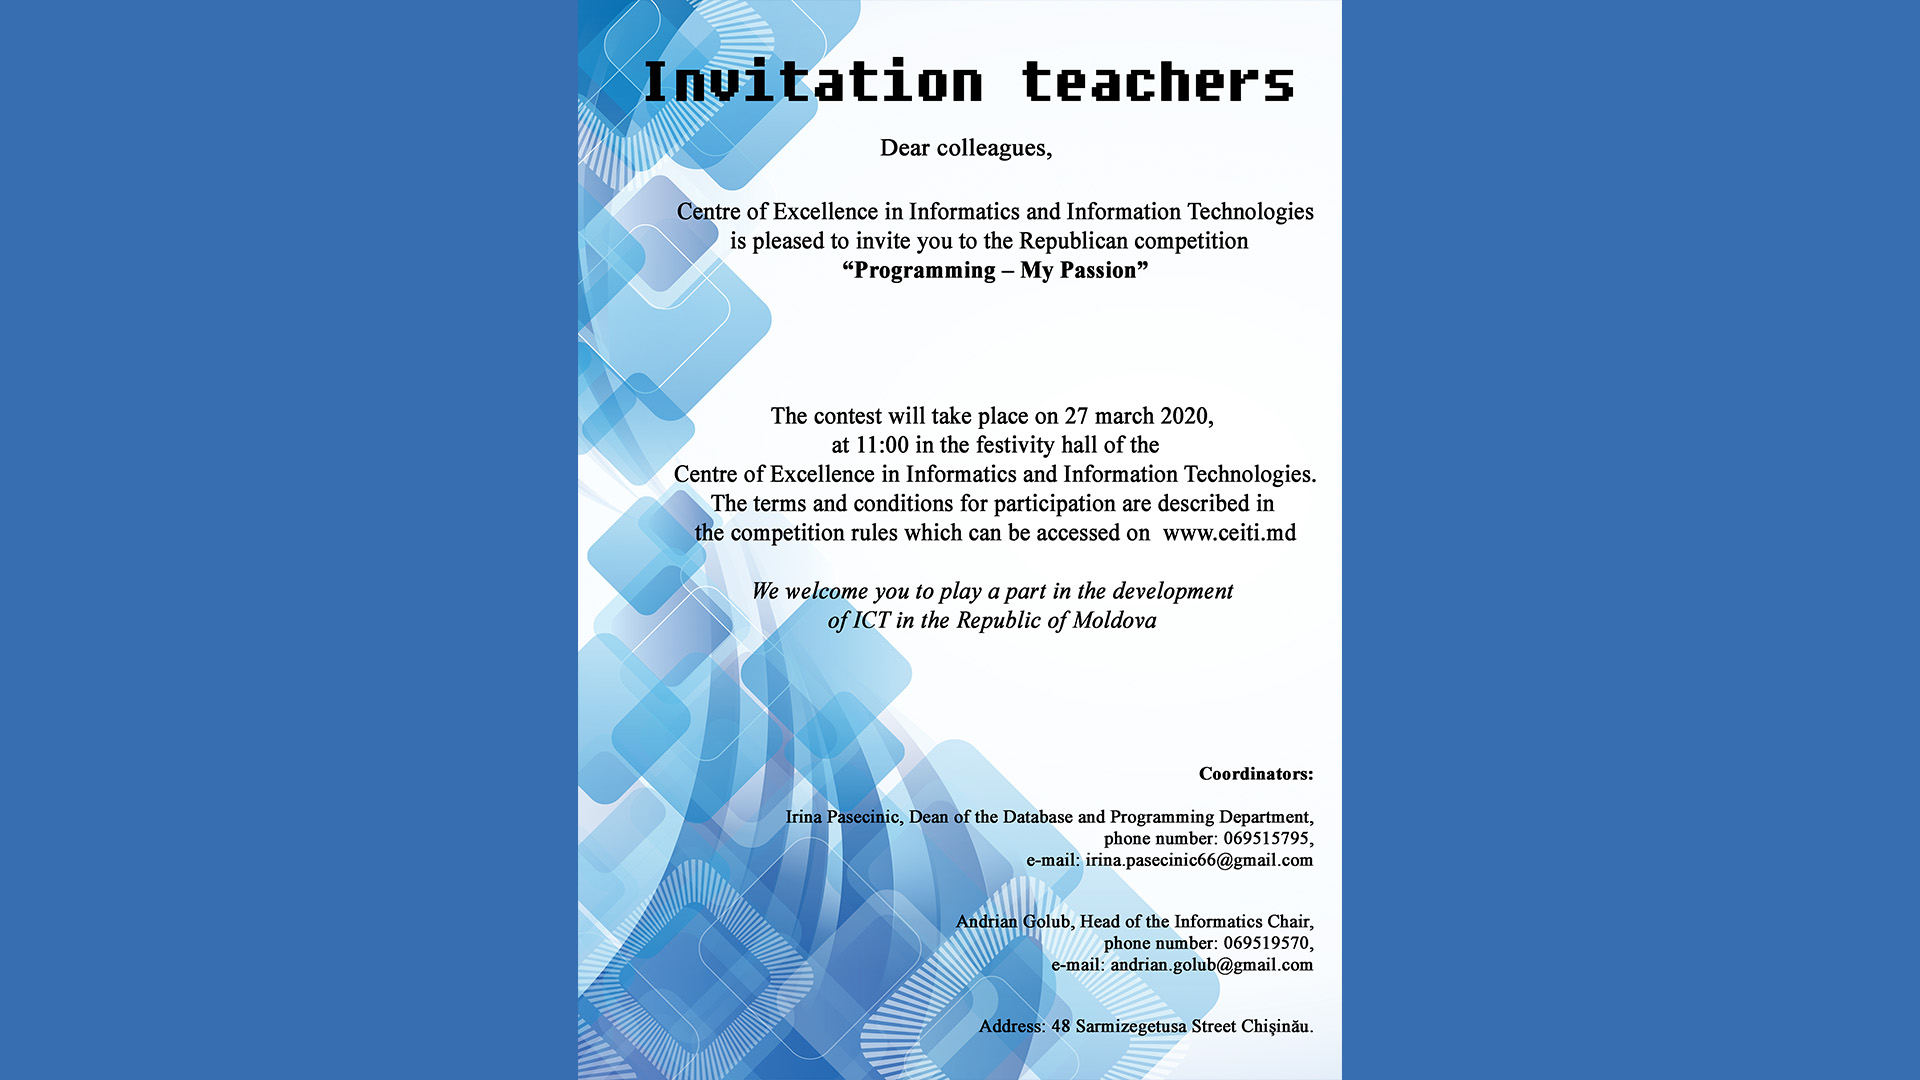 Invitation teachers
Dear colleagues,
Centre of Excellence in Informatics and Information Technologies
is pleased to invite you to the Republican competition
“Programming – My Passion”
The contest will take place on 27 march 2020,
at 11:00 in the festivity hall of the
Centre of Excellence in Informatics and Information Technologies.
The terms and conditions for participation are described in
the competition rules which can be accessed on  www.ceiti.md
We welcome you to play a part in the development
of ICT in the Republic of Moldova
Coordinators:
Irina Pasecinic, Dean of the Database and Programming Department,
phone number: 069515795,
e-mail: irina.pasecinic66@gmail.com
Andrian Golub, Head of the Informatics Chair,
phone number: 069519570,
e-mail: andrian.golub@gmail.com
Address: 48 Sarmizegetusa Street Chişinău.